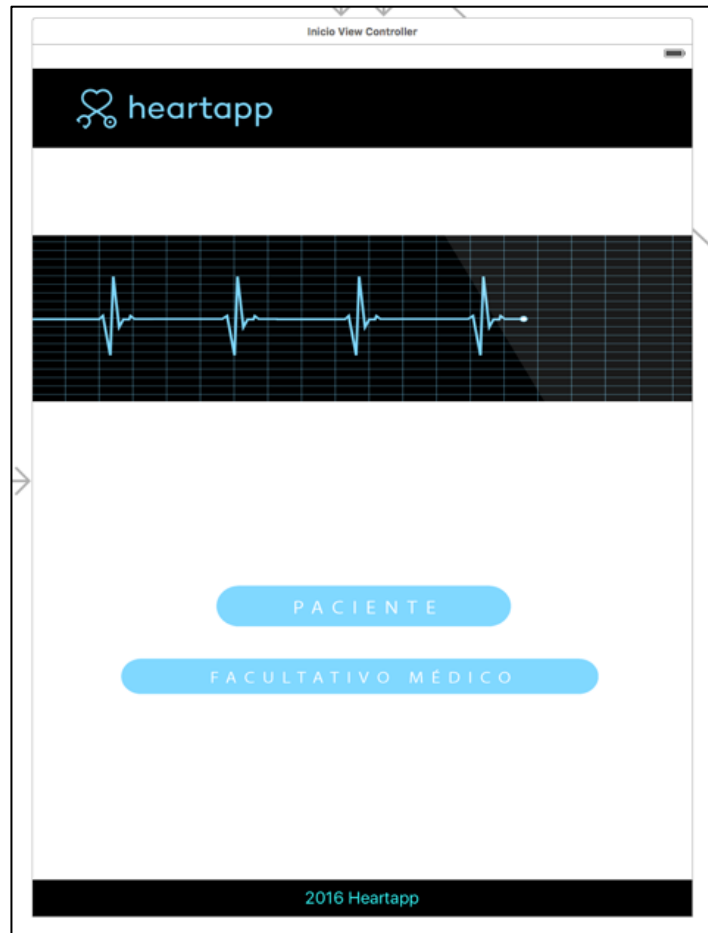 Inicio View Controller
heartapp
PACIENTE
FACULTATIVO MÉDICO
2016 Heartapp